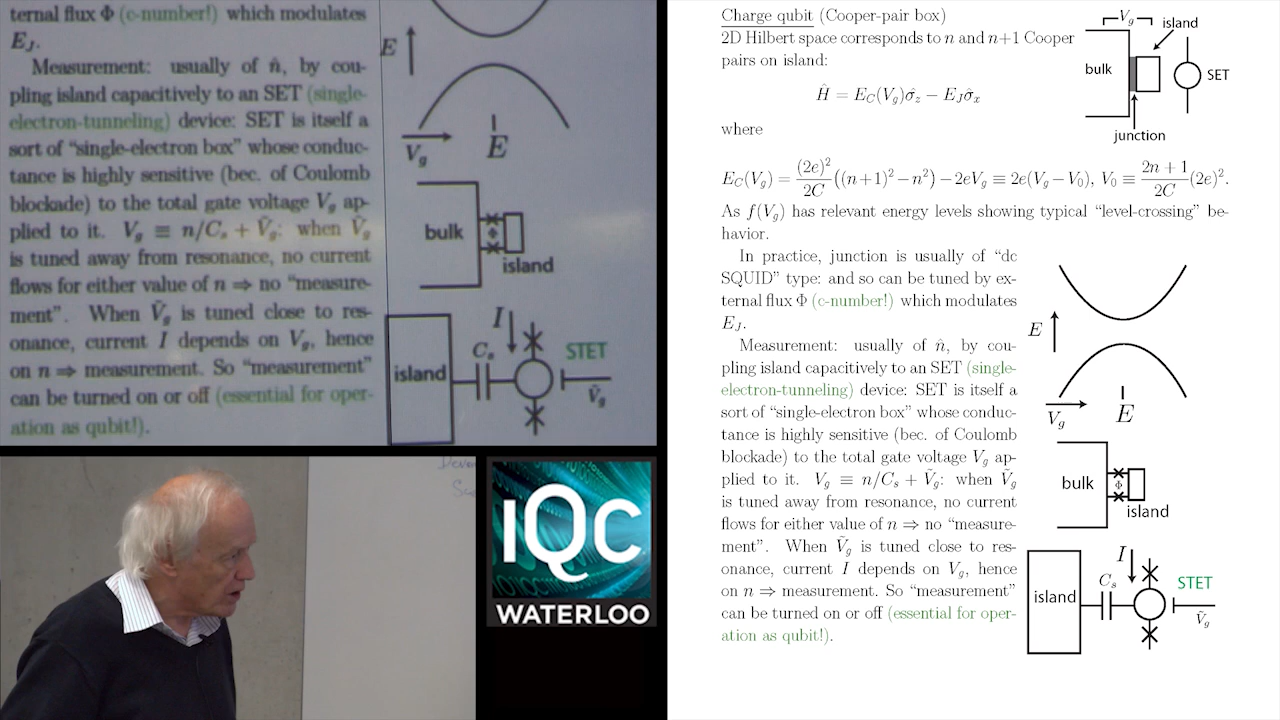 ternal flux Φ (c-number!) which modulates
E_J.
Measurement: usually of n̂, by cou-
pling island capacitively to an SET (single-
electron-tunneling) device: SET is itself a
sort of “single-electron box” whose conduc-
tance is highly sensitive (bec. of Coulomb
blockade) to the total gate voltage V_g ap-
plied to it. V_g ≡ n/C_s + Ṽ_g: when Ṽ_g
is tuned away from resonance, no current
flows for either value of n ⇒ no “measure-
ment”. When Ṽ_g is tuned close to res-
onance, current I depends on V_g, hence
on n ⇒ measurement. So “measurement”
can be turned on or off (essential for oper-
ation as qubit!).
E
V_g
E
bulk
Φ
island
island
C_s
I
STET
Ṽ_g
IQC
WATERLOO
Charge qubit (Cooper-pair box)
2D Hilbert space corresponds to n and n+1 Cooper
pairs on island:
Ĥ = E_C(V_g)σ̂_z − E_Jσ̂_x
where
V_g
island
bulk
SET
junction
E_C(V_g) = (2e)²/2C ((n+1)² − n²) − 2eV_g ≡ 2e(V_g − V_0), V_0 ≡ 2n + 1/2C (2e)².
As f(V_g) has relevant energy levels showing typical “level-crossing” be-
havior.
In practice, junction is usually of “dc
SQUID” type: and so can be tuned by ex-
ternal flux Φ (c-number!) which modulates
E_J.
Measurement: usually of n̂, by cou-
pling island capacitively to an SET (single-
electron-tunneling) device: SET is itself a
sort of “single-electron box” whose conduc-
tance is highly sensitive (bec. of Coulomb
blockade) to the total gate voltage V_g ap-
plied to it. V_g ≡ n/C_s + Ṽ_g: when Ṽ_g
is tuned away from resonance, no current
flows for either value of n ⇒ no “measure-
ment”. When Ṽ_g is tuned close to res-
onance, current I depends on V_g, hence
on n ⇒ measurement. So “measurement”
can be turned on or off (essential for oper-
ation as qubit!).
E
V_g
E
bulk
Φ
island
island
C_s
I
STET
Ṽ_g